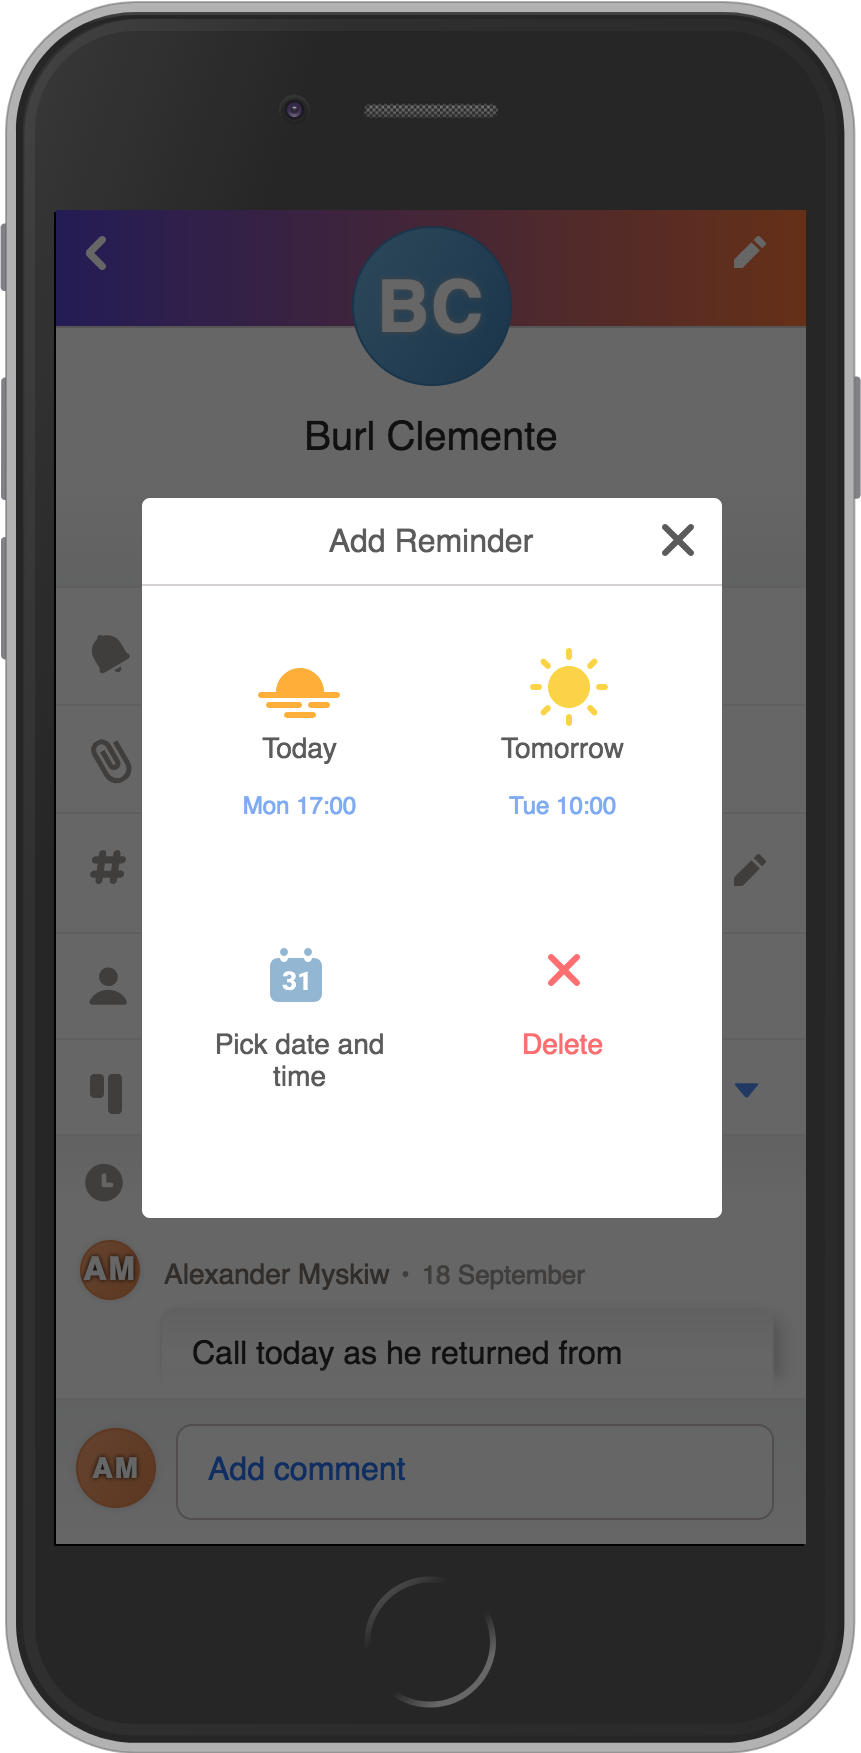 BC
Burl Clemente
Add Reminder
Today
Tomorrow
Mon 17:00
Tue 10:00
31
Pick date and
time
Delete
AM
Alexander Myskiw • 18 September
Call today as he returned from
AM
Add comment